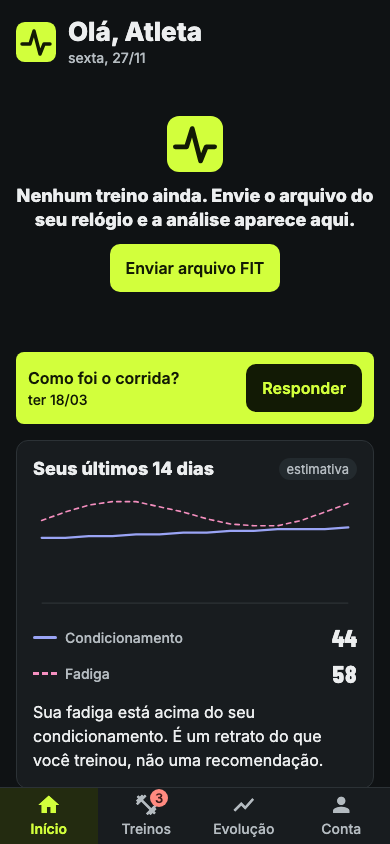 Olá, Atleta
sexta, 27/11
Nenhum treino ainda. Envie o arquivo do
seu relógio e a análise aparece aqui.
Enviar arquivo FIT
Como foi o corrida?
ter 18/03
Responder
Seus últimos 14 dias
estimativa
Condicionamento
44
Fadiga
58
Sua fadiga está acima do seu
condicionamento. É um retrato do que
você treinou, não uma recomendação.
3
Início
Treinos
Evolução
Conta